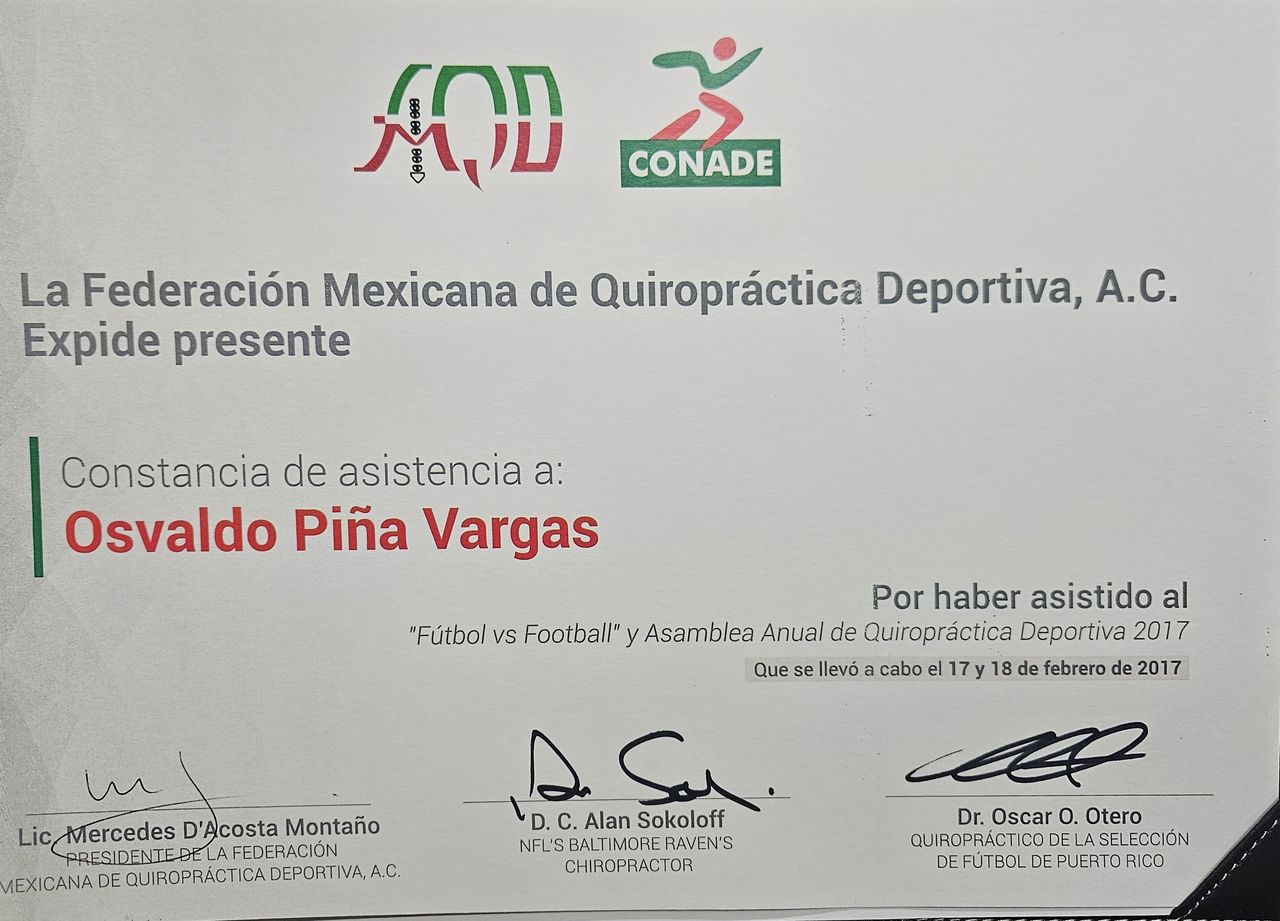 AQD
CONADE
La Federación Mexicana de Quiropráctica Deportiva, A.C.
Expide presente
Constancia de asistencia a:
Osvaldo Piña Vargas
Por haber asistido al
"Fútbol vs Football" y Asamblea Anual de Quiropráctica Deportiva 2017
Que se llevó a cabo el 17 y 18 de febrero de 2017
Lic. Mercedes D'Acosta Montaño
PRESIDENTE DE LA FEDERACIÓN
MEXICANA DE QUIROPRÁCTICA DEPORTIVA, A.C.
D. C. Alan Sokoloff
NFL'S BALTIMORE RAVEN'S
CHIROPRACTOR
Dr. Oscar O. Otero
QUIROPRÁCTICO DE LA SELECCIÓN
DE FÚTBOL DE PUERTO RICO